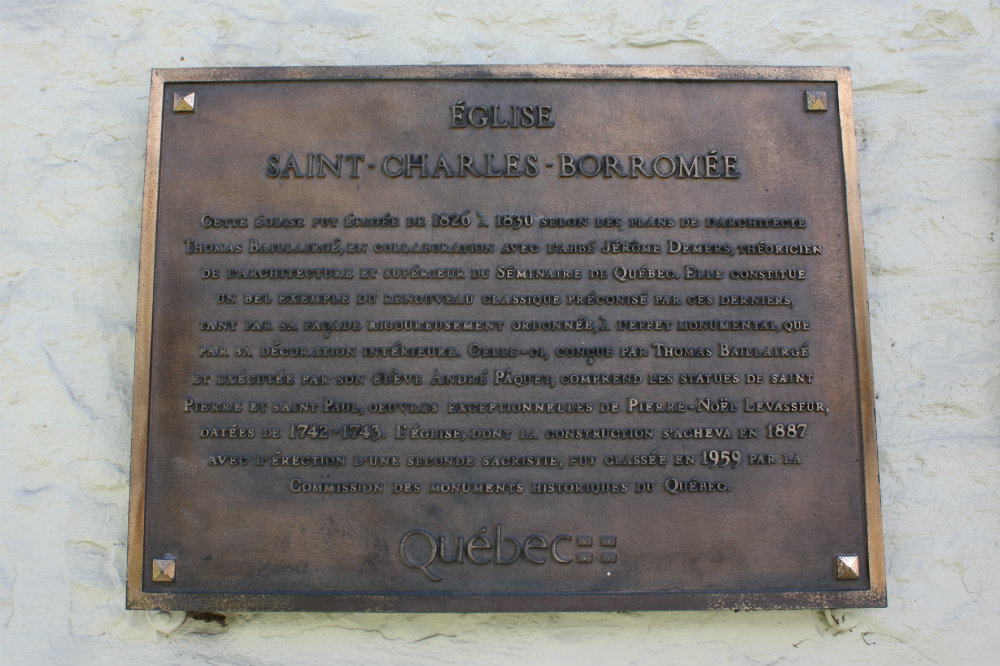 ÉGLISE
SAINT-CHARLES-BORROMÉE
CETTE ÉGLISE FUT ÉRIGÉE DE 1826 À 1830 SELON LES PLANS DE L'ARCHITECTE
THOMAS BAILLAIRGÉ, EN COLLABORATION AVEC L'ABBÉ JÉRÔME DEMERS, THÉORICIEN
DE L'ARCHITECTURE ET SUPÉRIEUR DU SÉMINAIRE DE QUÉBEC. ELLE CONSTITUE
UN BEL EXEMPLE DU RENOUVEAU CLASSIQUE PRÉCONISÉ PAR CES DERNIERS,
TANT PAR SA FAÇADE RIGOUREUSEMENT ORDONNÉE, À L'EFFET MONUMENTAL, QUE
PAR SA DÉCORATION INTÉRIEURE. CELLE-CI, CONÇUE PAR THOMAS BAILLAIRGÉ
ET EXÉCUTÉE PAR SON ÉLÈVE ANDRÉ PÂQUET, COMPREND LES STATUES DE SAINT
PIERRE ET SAINT PAUL, OEUVRES EXCEPTIONNELLES DE PIERRE-NOËL LEVASSEUR,
DATÉES DE 1742-1743. L'ÉGLISE, DONT LA CONSTRUCTION S'ACHEVA EN 1887
AVEC L'ÉRECTION D'UNE SECONDE SACRISTIE, FUT CLASSÉE EN 1959 PAR LA
COMMISSION DES MONUMENTS HISTORIQUES DU QUÉBEC.
Québec